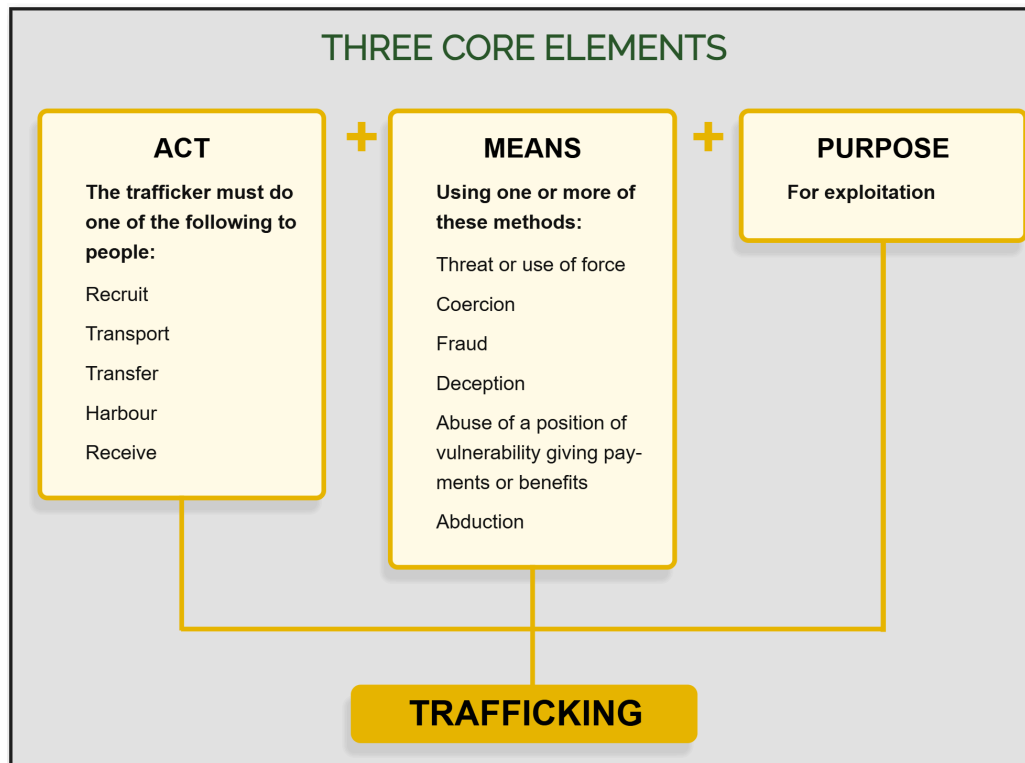 THREE CORE ELEMENTS
ACT
The trafficker must do
one of the following to
people:
Recruit
Transport
Transfer
Harbour
Receive
+
MEANS
Using one or more of
these methods:
Threat or use of force
Coercion
Fraud
Deception
Abuse of a position of
vulnerability giving pay-
ments or benefits
Abduction
+
PURPOSE
For exploitation
TRAFFICKING